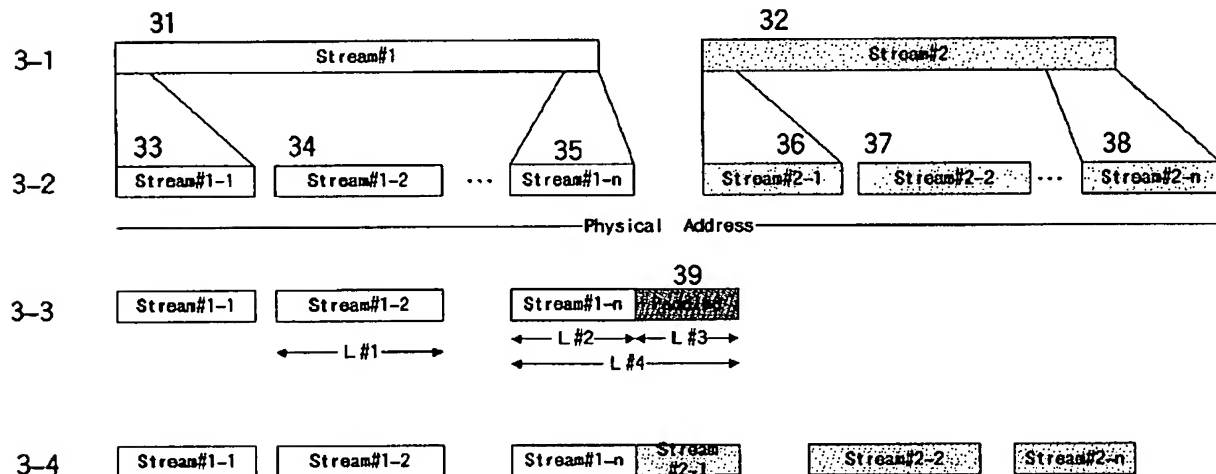 31 32
3-1 Stream#1 Stream#2
33 34 35 36 37 38
3-2 Stream#1-1 Stream#1-2 ... Stream#1-n Stream#2-1 Stream#2-2 ... Stream#2-n
Physical Address
39
3-3 Stream#1-1 Stream#1-2 Stream#1-n
L#1 L#2 L#3
L#4
3-4 Stream#1-1 Stream#1-2 Stream#1-n Stream #2-1 Stream#2-2 Stream#2-n